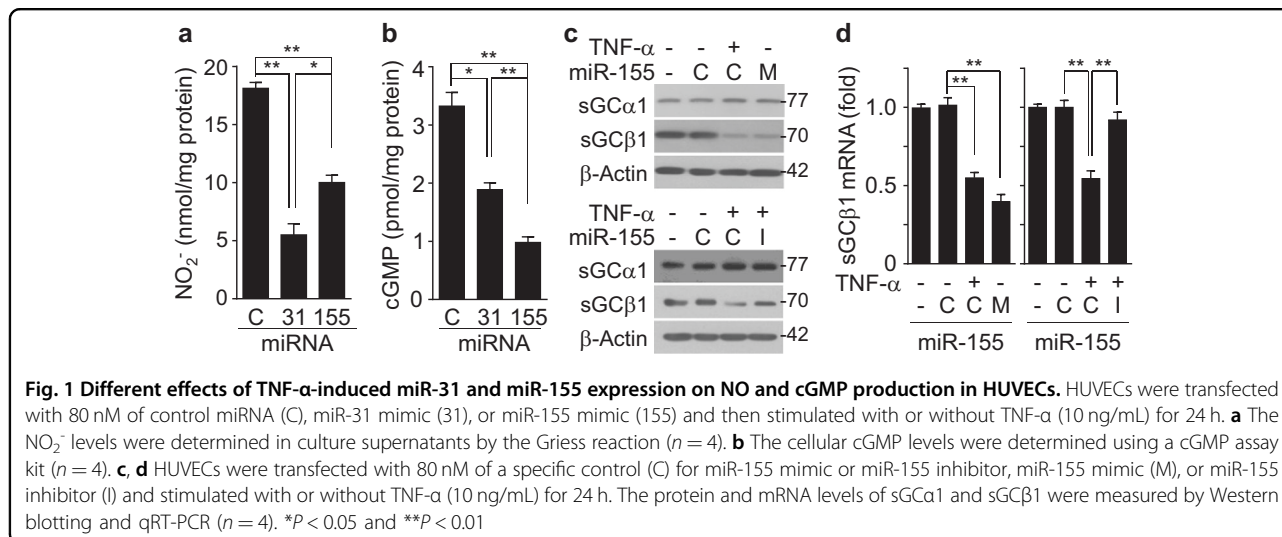 a
NO₂⁻ (nmol/mg protein)
20
15
10
5
0
** **
** *
C 31 155
miRNA
b
cGMP (pmol/mg protein)
4
3
2
1
0
**
* **
C 31 155
miRNA
c
TNF-α - - + -
miR-155 - C C M
sGCα1 -77
sGCβ1 -70
β-Actin -42
TNF-α - - + +
miR-155 - C C I
sGCα1 -77
sGCβ1 -70
β-Actin -42
d
sGCβ1 mRNA (fold)
1.0
0.5
0
** ** ** **
TNF-α - - + - - - + +
- C C M - C C I
miR-155 miR-155
Fig. 1 Different effects of TNF-α-induced miR-31 and miR-155 expression on NO and cGMP production in HUVECs. HUVECs were transfected
with 80 nM of control miRNA (C), miR-31 mimic (31), or miR-155 mimic (155) and then stimulated with or without TNF-α (10 ng/mL) for 24 h. a The
NO₂⁻ levels were determined in culture supernatants by the Griess reaction (n = 4). b The cellular cGMP levels were determined using a cGMP assay
kit (n = 4). c, d HUVECs were transfected with 80 nM of a specific control (C) for miR-155 mimic or miR-155 inhibitor, miR-155 mimic (M), or miR-155
inhibitor (I) and stimulated with or without TNF-α (10 ng/mL) for 24 h. The protein and mRNA levels of sGCα1 and sGCβ1 were measured by Western
blotting and qRT-PCR (n = 4). *P < 0.05 and **P < 0.01